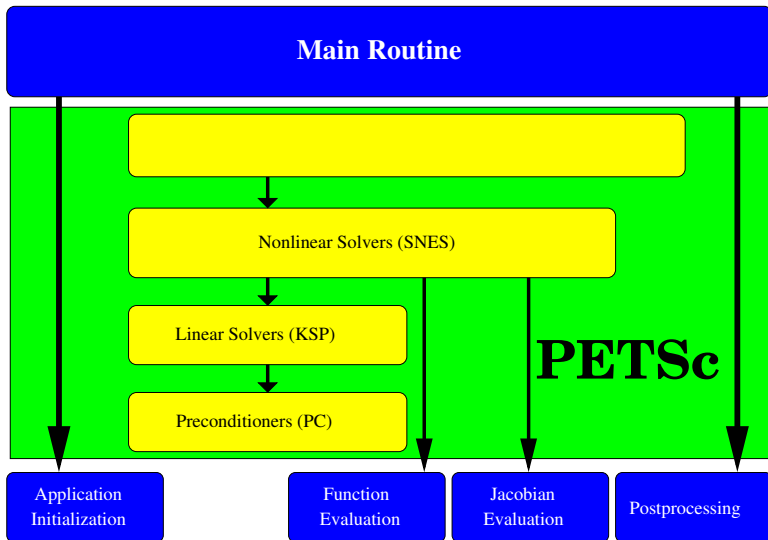 Main Routine
Nonlinear Solvers (SNES)
Linear Solvers (KSP)
PETSc
Preconditioners (PC)
Application
Initialization
Function
Evaluation
Jacobian
Evaluation
Postprocessing